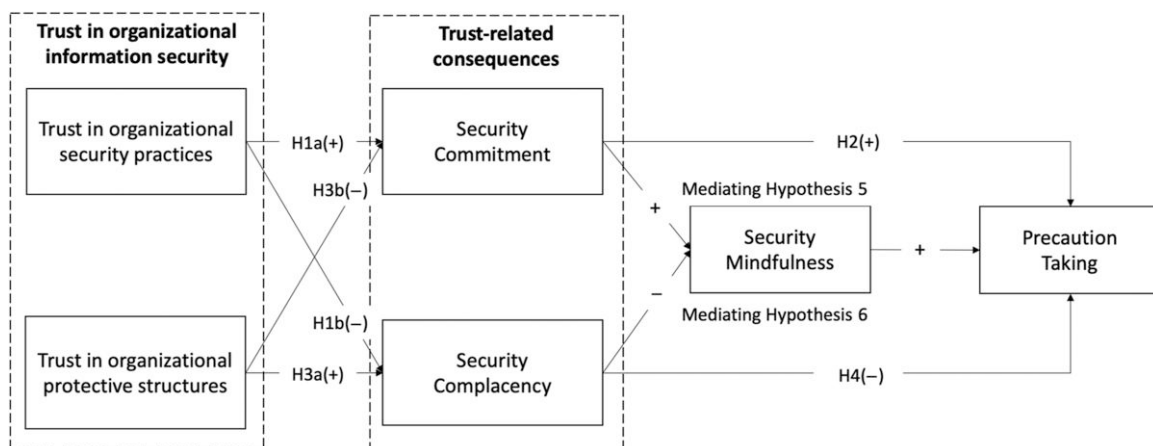 Trust in organizational
information security
Trust-related
consequences
Trust in organizational
security practices
H1a(+)
Security
Commitment
H2(+)
H3b(−)
Mediating Hypothesis 5
+
Security
Mindfulness
+
Precaution
Taking
−
Mediating Hypothesis 6
H1b(−)
Trust in organizational
protective structures
H3a(+)
Security
Complacency
H4(−)